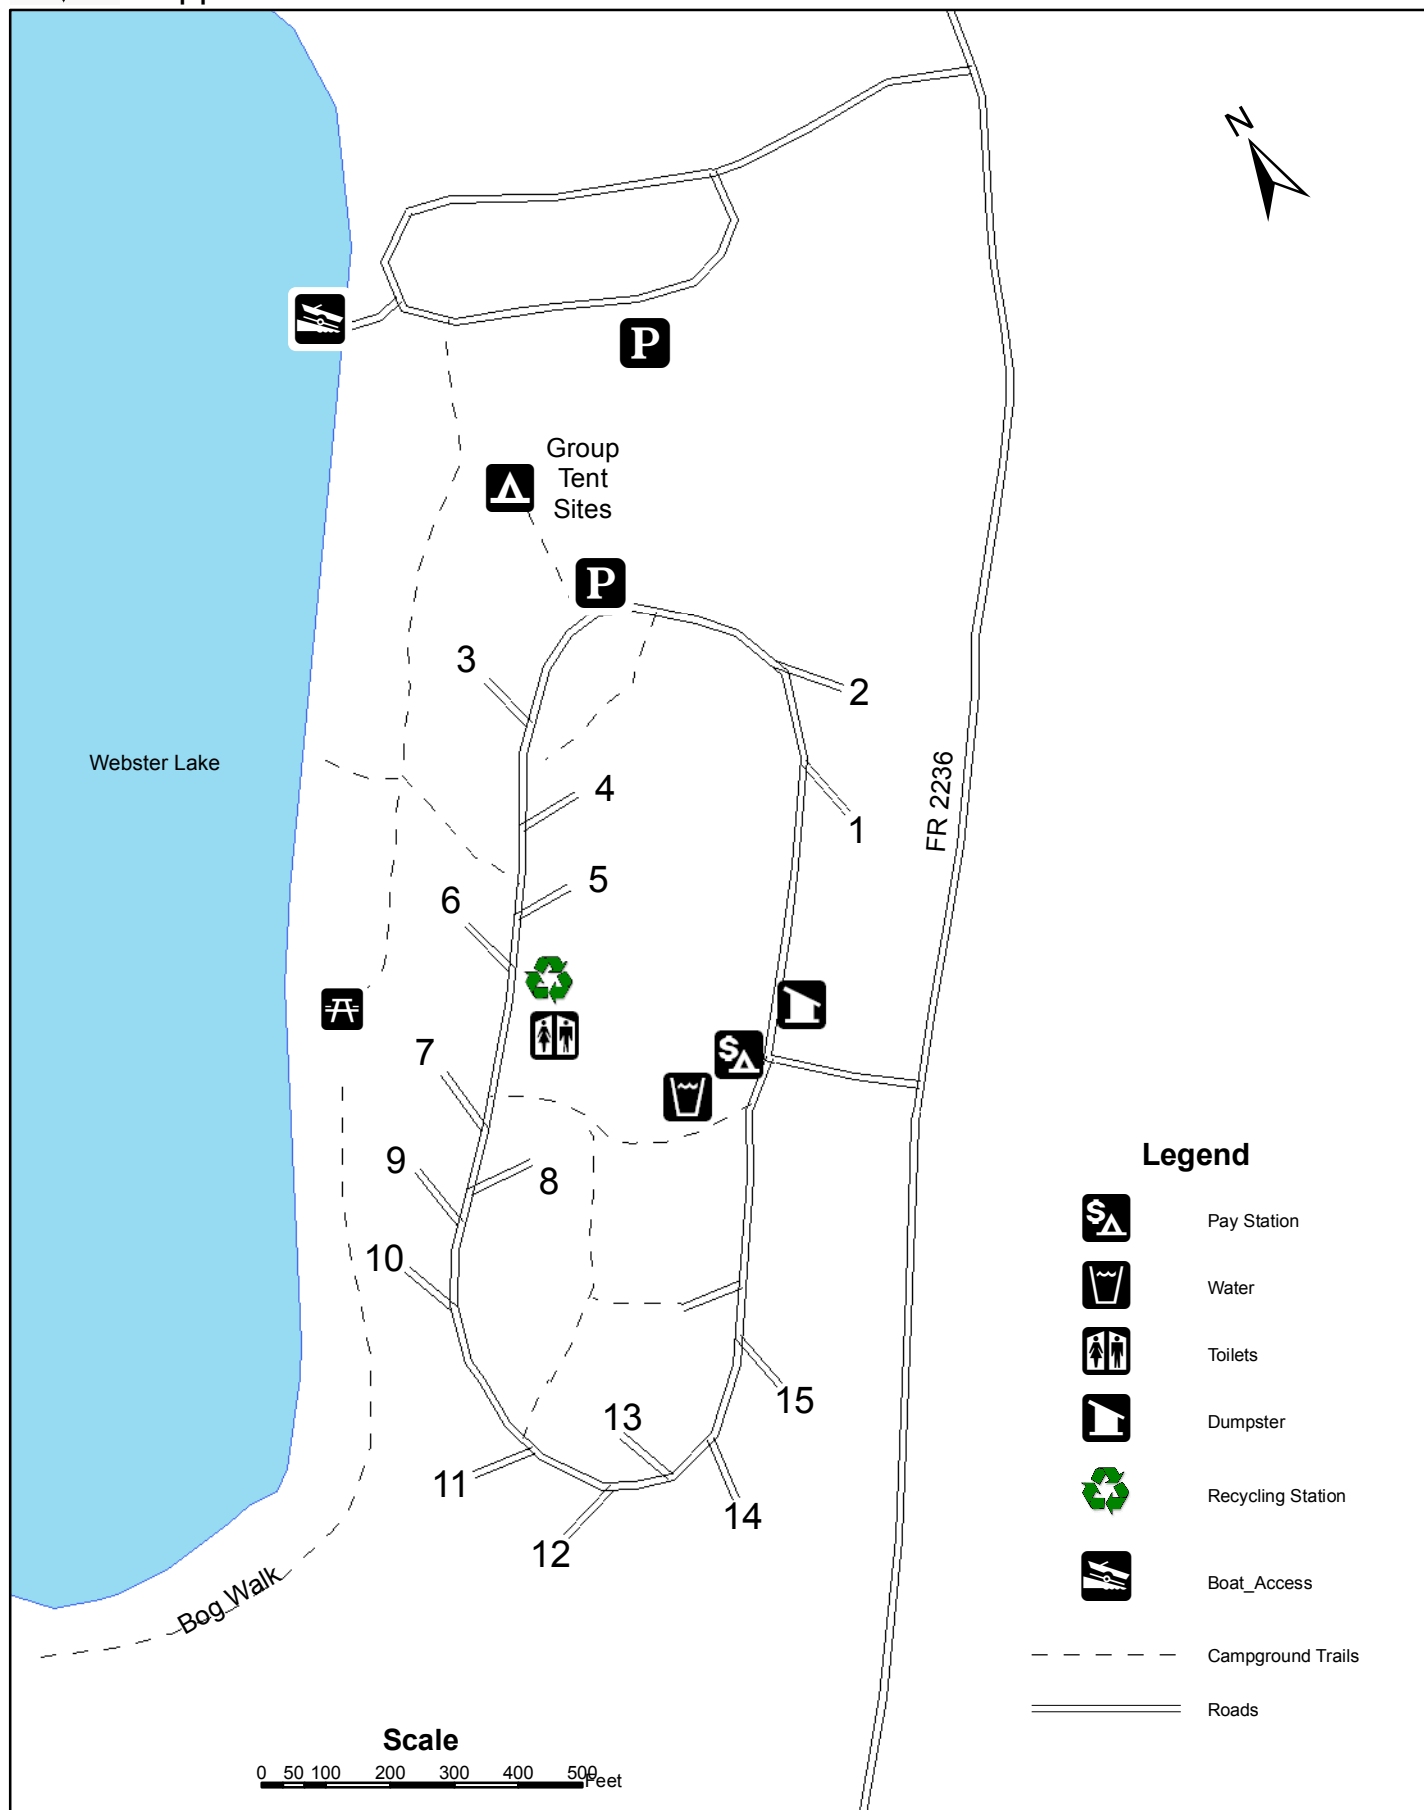 N
P
Group
Tent
Sites
P
3
2
Webster Lake
4
1
FR 2236
5
6
7
$
9
8
10
15
13
11
14
12
Bog Walk
Legend
$ Pay Station
Water
Toilets
Dumpster
Recycling Station
Boat_Access
Campground Trails
Roads
Scale
0 50 100 200 300 400 500
Feet